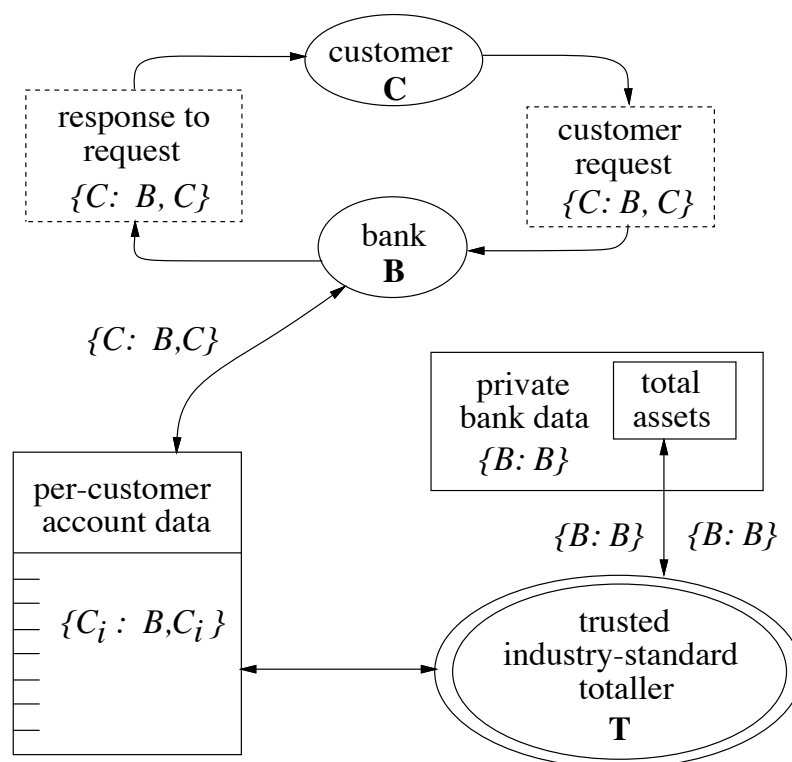 customer
C
response to
request
{C: B, C}
customer
request
{C: B, C}
bank
B
{C: B,C}
private
bank data
{B: B}
total
assets
per-customer
account data
{B: B}
{B: B}
{Ci : B,Ci }
trusted
industry-standard
totaller
T